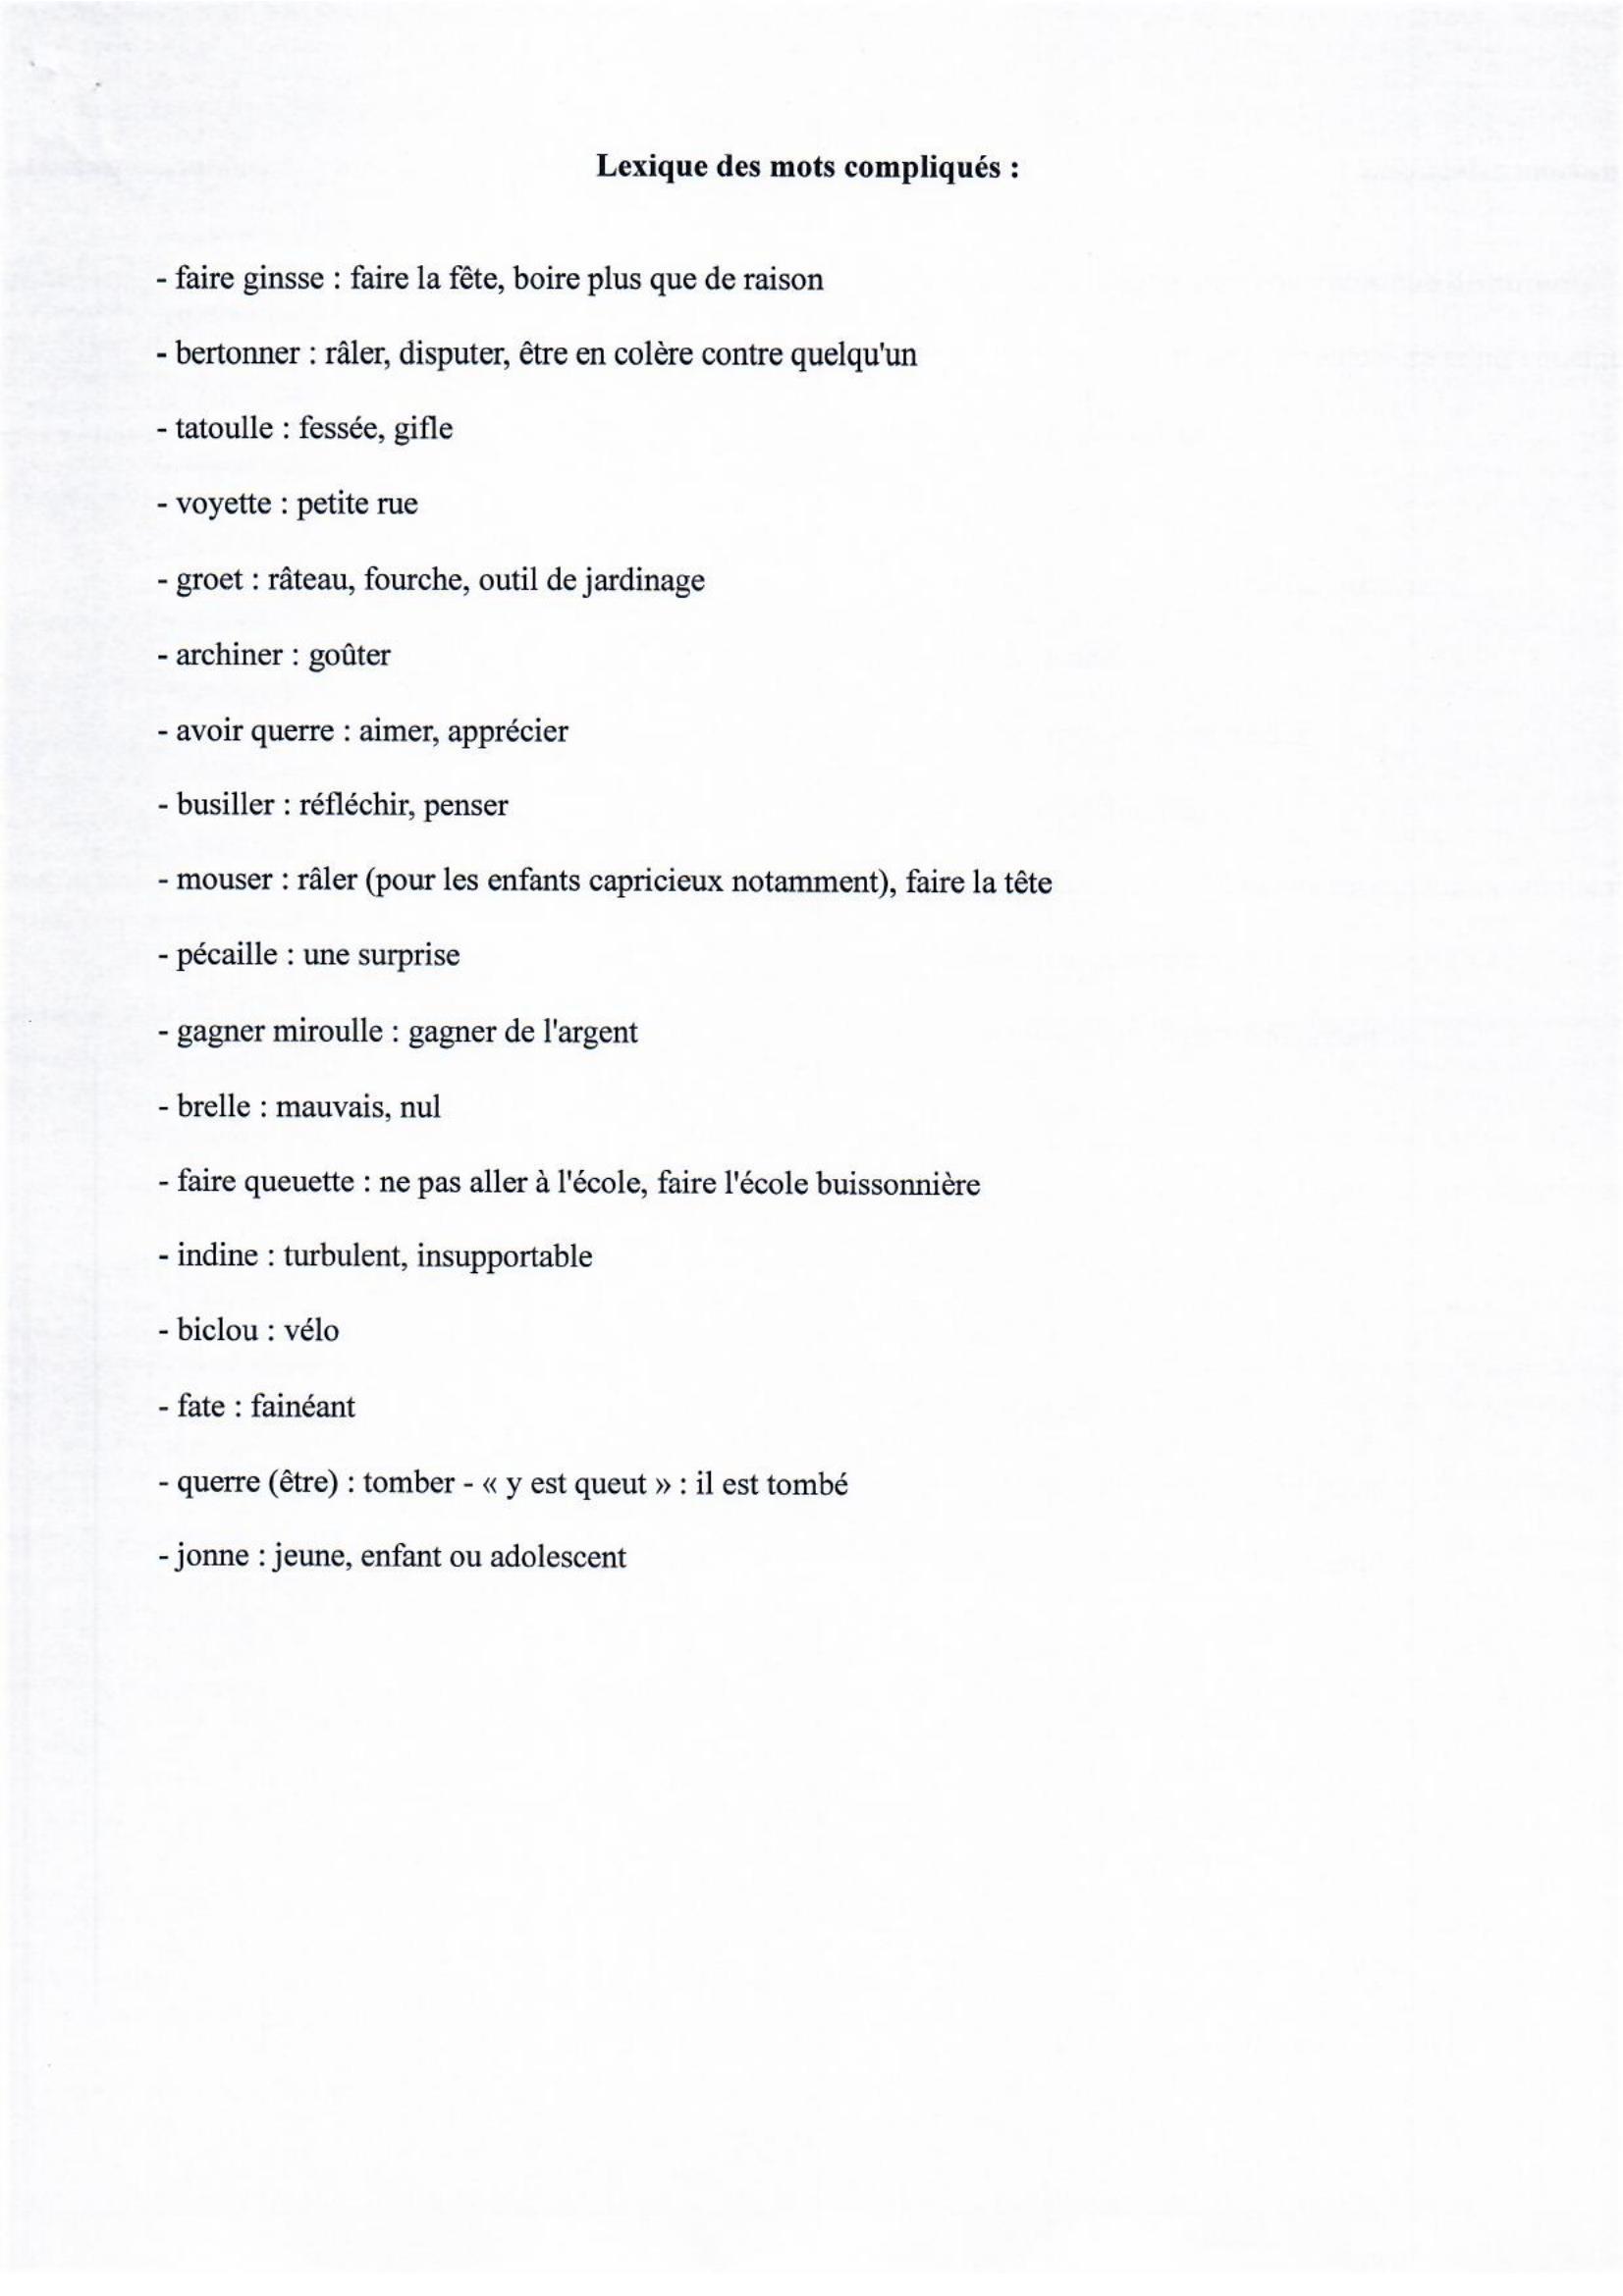 Lexique des mots compliqués :
- faire ginsse : faire la fête, boire plus que de raison
- bertonner : râler, disputer, être en colère contre quelqu'un
- tatoulle : fessée, gifle
- voyette : petite rue
- groet : râteau, fourche, outil de jardinage
- archiner : goûter
- avoir querre : aimer, apprécier
- busiller : réfléchir, penser
- mouser : râler (pour les enfants capricieux notamment), faire la tête
- pécaille : une surprise
- gagner miroulle : gagner de l'argent
- brelle : mauvais, nul
- faire queuette : ne pas aller à l'école, faire l'école buissonnière
- indine : turbulent, insupportable
- biclou : vélo
- fate : fainéant
- querre (être) : tomber - « y est queut » : il est tombé
- jonne : jeune, enfant ou adolescent